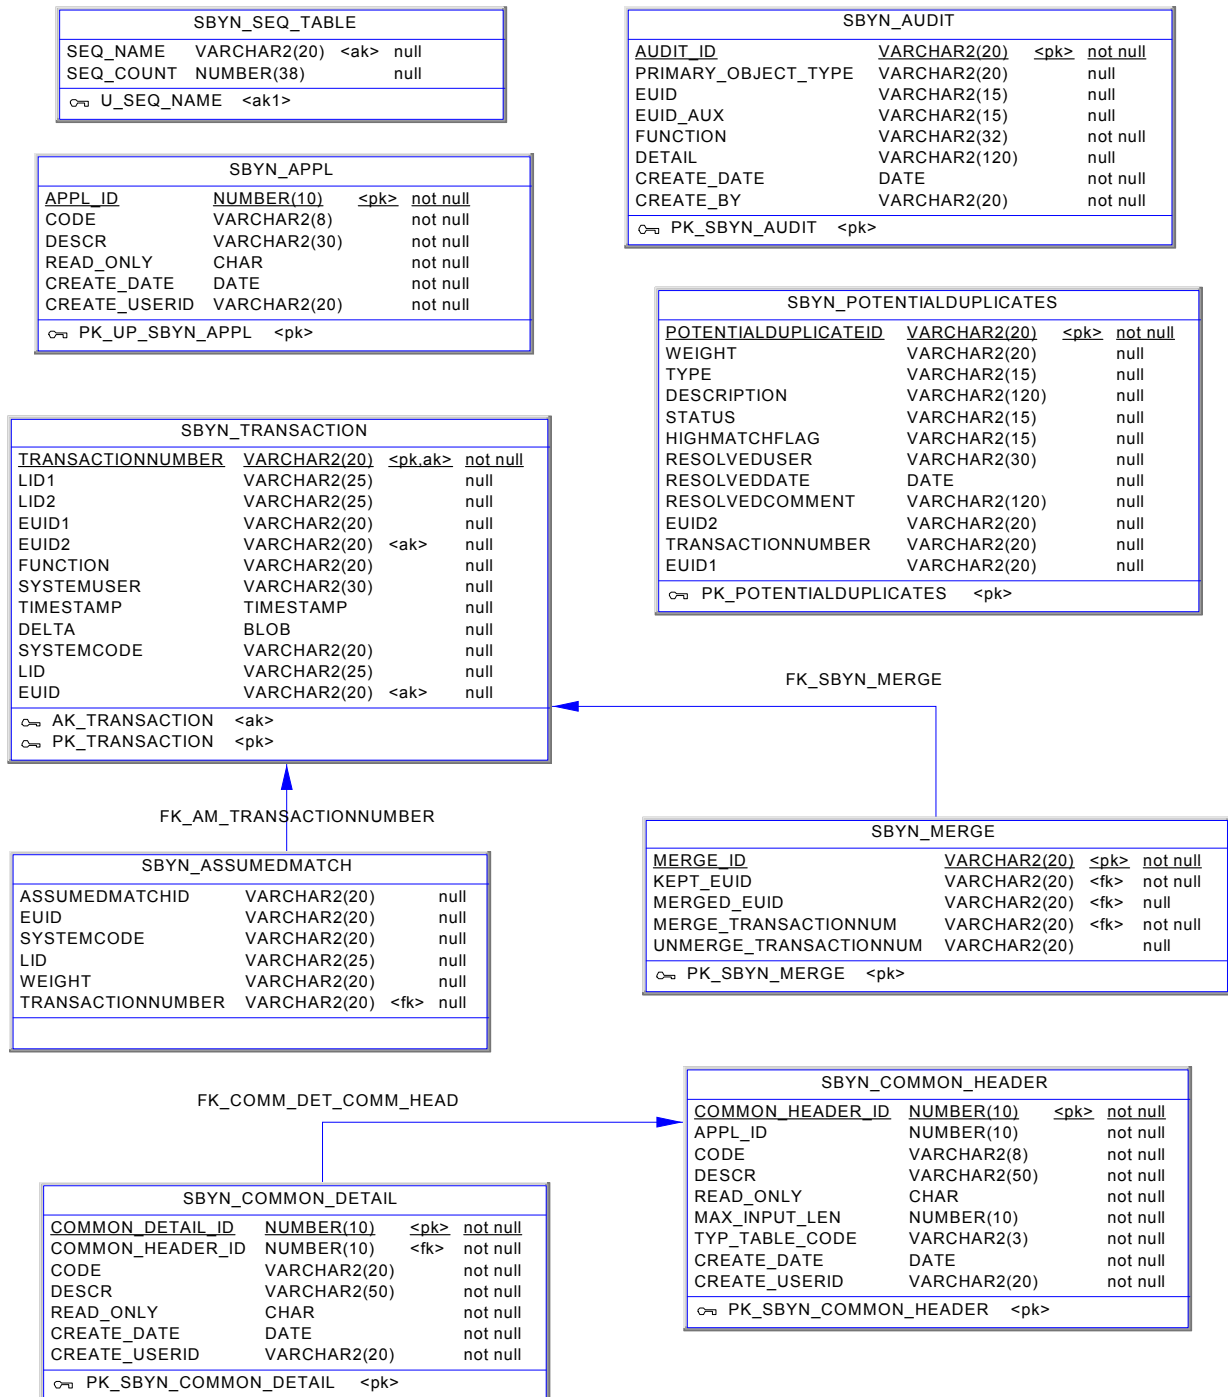 SBYN_SEQ_TABLE
SEQ_NAME VARCHAR2(20) <ak> null
SEQ_COUNT NUMBER(38) null
U_SEQ_NAME <ak1>
SBYN_AUDIT
AUDIT_ID VARCHAR2(20) <pk> not null
PRIMARY_OBJECT_TYPE VARCHAR2(20) null
EUID VARCHAR2(15) null
EUID_AUX VARCHAR2(15) null
FUNCTION VARCHAR2(32) not null
DETAIL VARCHAR2(120) null
CREATE_DATE DATE not null
CREATE_BY VARCHAR2(20) not null
PK_SBYN_AUDIT <pk>
SBYN_APPL
APPL_ID NUMBER(10) <pk> not null
CODE VARCHAR2(8) not null
DESCR VARCHAR2(30) not null
READ_ONLY CHAR not null
CREATE_DATE DATE not null
CREATE_USERID VARCHAR2(20) not null
PK_UP_SBYN_APPL <pk>
SBYN_POTENTIALDUPLICATES
POTENTIALDUPLICATEID VARCHAR2(20) <pk> not null
WEIGHT VARCHAR2(20) null
TYPE VARCHAR2(15) null
DESCRIPTION VARCHAR2(120) null
STATUS VARCHAR2(15) null
HIGHMATCHFLAG VARCHAR2(15) null
RESOLVEDUSER VARCHAR2(30) null
RESOLVEDDATE DATE null
RESOLVEDCOMMENT VARCHAR2(120) null
EUID2 VARCHAR2(20) null
TRANSACTIONNUMBER VARCHAR2(20) null
EUID1 VARCHAR2(20) null
PK_POTENTIALDUPLICATES <pk>
SBYN_TRANSACTION
TRANSACTIONNUMBER VARCHAR2(20) <pk,ak> not null
LID1 VARCHAR2(25) null
LID2 VARCHAR2(25) null
EUID1 VARCHAR2(20) null
EUID2 VARCHAR2(20) <ak> null
FUNCTION VARCHAR2(20) null
SYSTEMUSER VARCHAR2(30) null
TIMESTAMP TIMESTAMP null
DELTA BLOB null
SYSTEMCODE VARCHAR2(20) null
LID VARCHAR2(25) null
EUID VARCHAR2(20) <ak> null
AK_TRANSACTION <ak>
PK_TRANSACTION <pk>
FK_SBYN_MERGE
FK_AM_TRANSACTIONNUMBER
SBYN_MERGE
MERGE_ID VARCHAR2(20) <pk> not null
KEPT_EUID VARCHAR2(20) <fk> not null
MERGED_EUID VARCHAR2(20) <fk> null
MERGE_TRANSACTIONNUM VARCHAR2(20) <fk> not null
UNMERGE_TRANSACTIONNUM VARCHAR2(20) null
PK_SBYN_MERGE <pk>
SBYN_ASSUMEDMATCH
ASSUMEDMATCHID VARCHAR2(20) null
EUID VARCHAR2(20) null
SYSTEMCODE VARCHAR2(20) null
LID VARCHAR2(25) null
WEIGHT VARCHAR2(20) null
TRANSACTIONNUMBER VARCHAR2(20) <fk> null
FK_COMM_DET_COMM_HEAD
SBYN_COMMON_HEADER
COMMON_HEADER_ID NUMBER(10) <pk> not null
APPL_ID NUMBER(10) not null
CODE VARCHAR2(8) not null
DESCR VARCHAR2(50) not null
READ_ONLY CHAR not null
MAX_INPUT_LEN NUMBER(10) not null
TYP_TABLE_CODE VARCHAR2(3) not null
CREATE_DATE DATE not null
CREATE_USERID VARCHAR2(20) not null
PK_SBYN_COMMON_HEADER <pk>
SBYN_COMMON_DETAIL
COMMON_DETAIL_ID NUMBER(10) <pk> not null
COMMON_HEADER_ID NUMBER(10) <fk> not null
CODE VARCHAR2(20) not null
DESCR VARCHAR2(50) not null
READ_ONLY CHAR not null
CREATE_DATE DATE not null
CREATE_USERID VARCHAR2(20) not null
PK_SBYN_COMMON_DETAIL <pk>